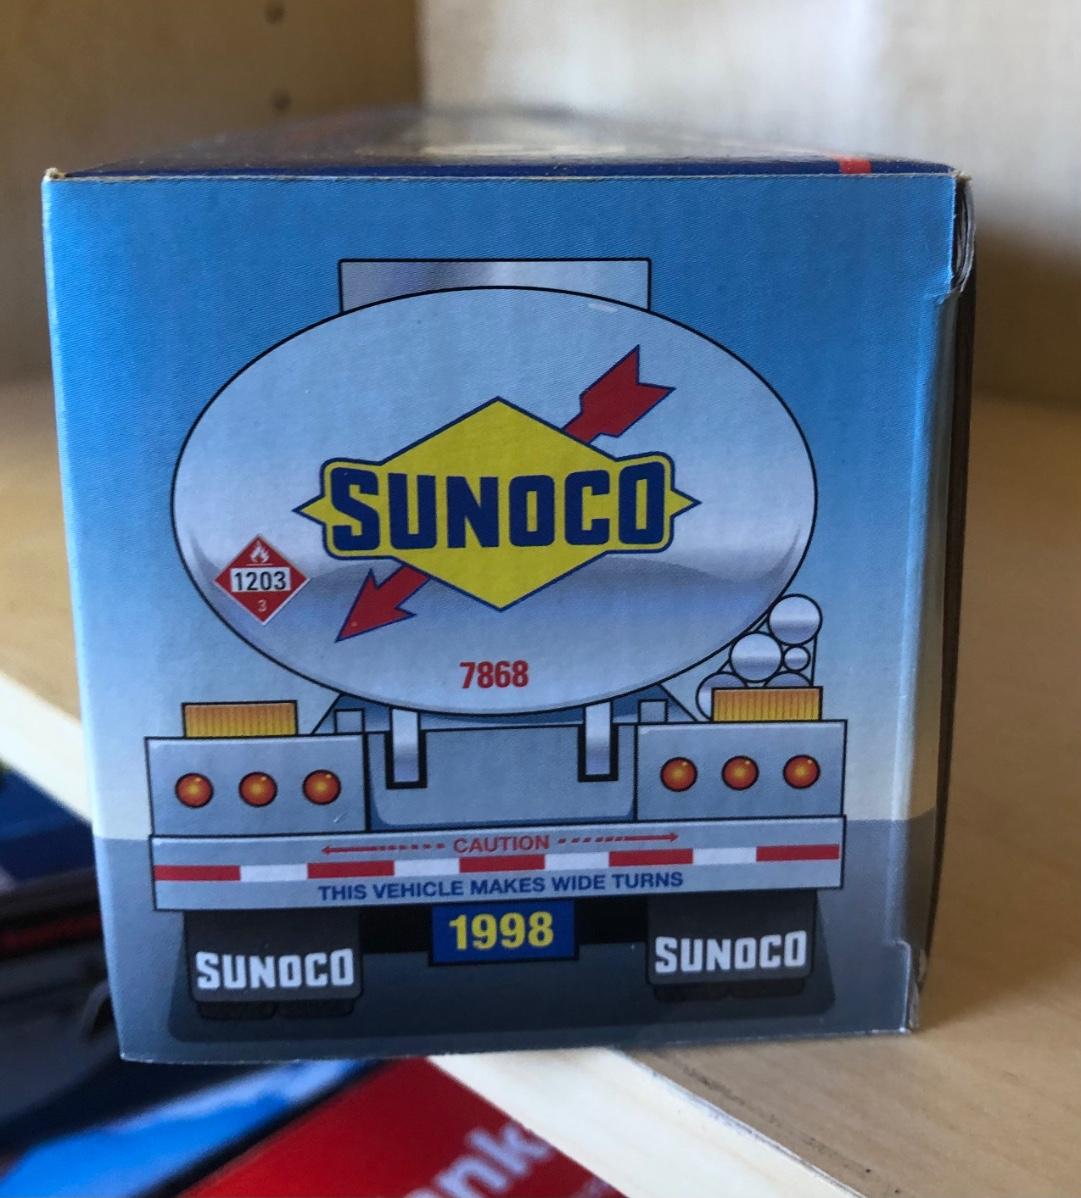 SUNOCO
1203
3
7868
CAUTION
THIS VEHICLE MAKES WIDE TURNS
1998
SUNOCO
SUNOCO